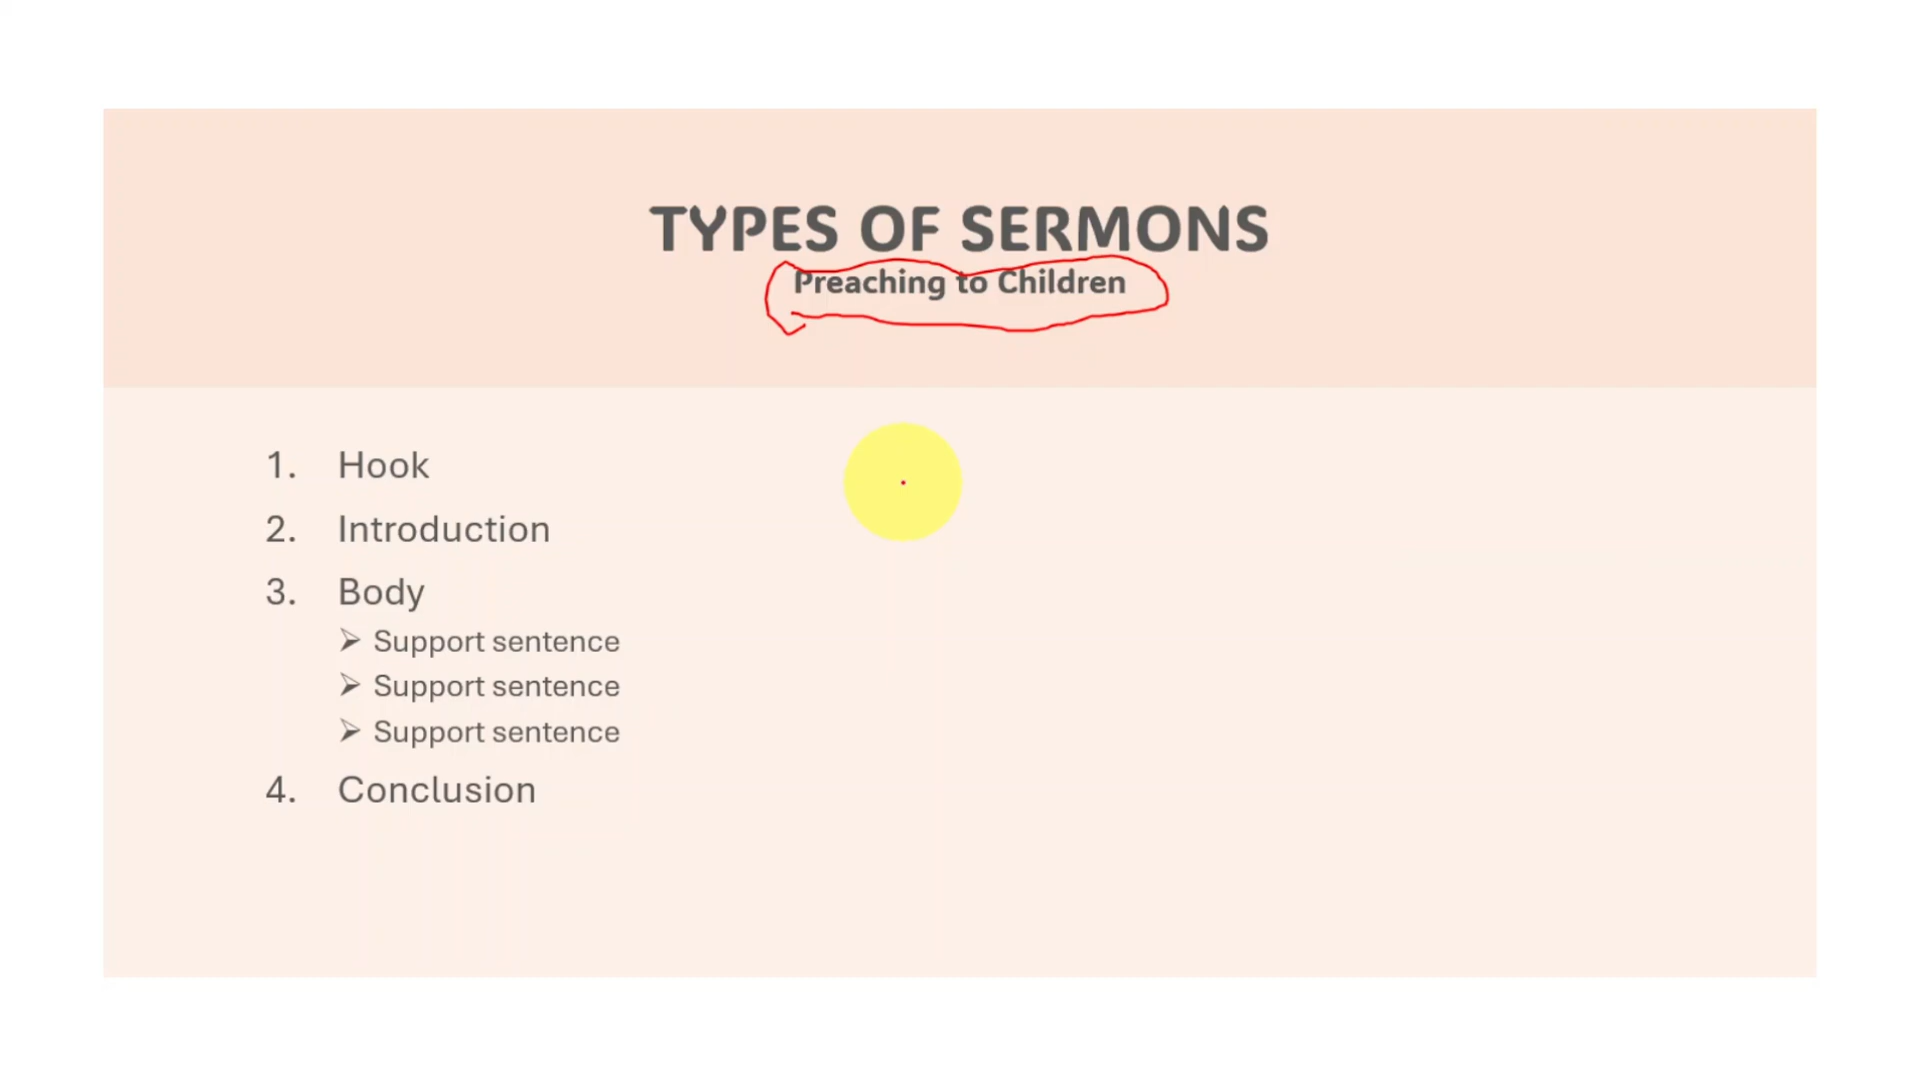 TYPES OF SERMONS
Preaching to Children
1. Hook
2. Introduction
3. Body
➢ Support sentence
➢ Support sentence
➢ Support sentence
4. Conclusion